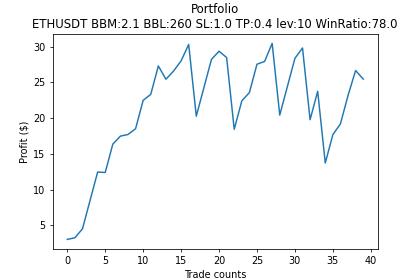 Portfolio
ETHUSDT BBM:2.1 BBL:260 SL:1.0 TP:0.4 lev:10 WinRatio:78.0
30
25
20
15
10
5
Profit ($)
0 5 10 15 20 25 30 35 40
Trade counts